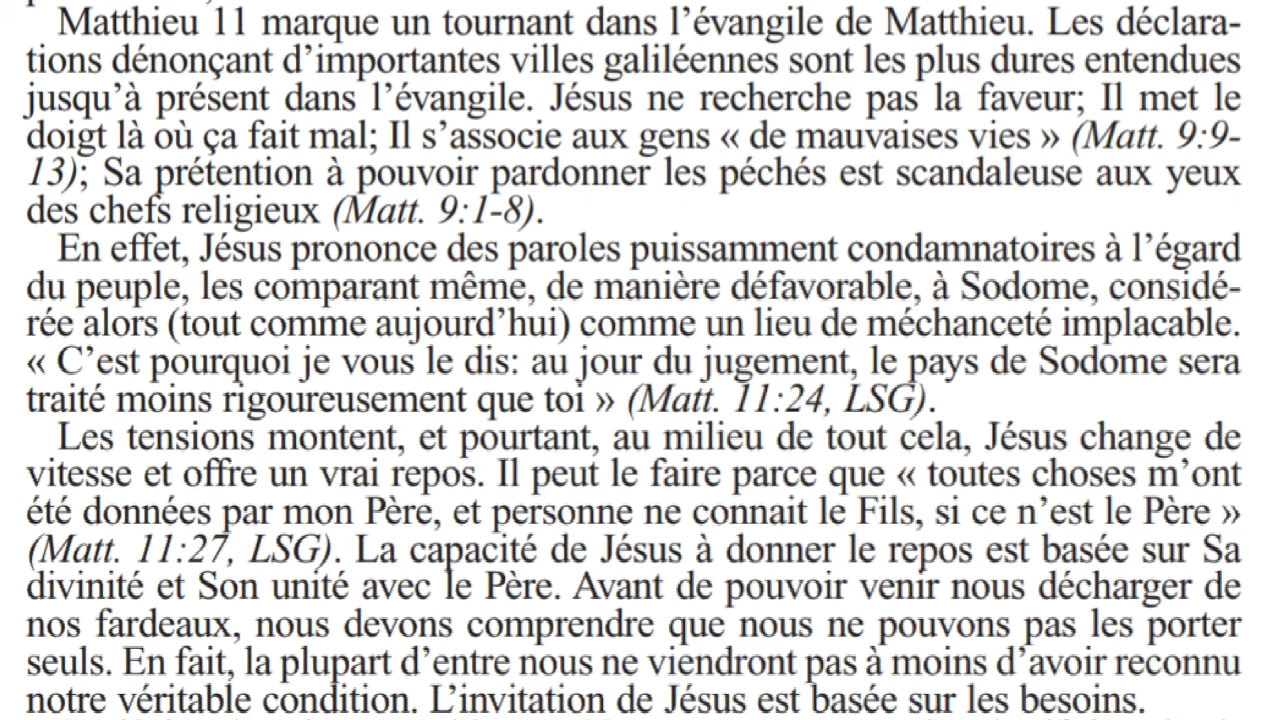 Matthieu 11 marque un tournant dans l’évangile de Matthieu. Les déclara-
tions dénonçant d’importantes villes galiléennes sont les plus dures entendues
jusqu’à présent dans l’évangile. Jésus ne recherche pas la faveur; Il met le
doigt là où ça fait mal; Il s’associe aux gens « de mauvaises vies » (Matt. 9:9-
13); Sa prétention à pouvoir pardonner les péchés est scandaleuse aux yeux
des chefs religieux (Matt. 9:1-8).
En effet, Jésus prononce des paroles puissamment condamnatoires à l’égard
du peuple, les comparant même, de manière défavorable, à Sodome, considé-
rée alors (tout comme aujourd’hui) comme un lieu de méchanceté implacable.
« C’est pourquoi je vous le dis: au jour du jugement, le pays de Sodome sera
traité moins rigoureusement que toi » (Matt. 11:24, LSG).
Les tensions montent, et pourtant, au milieu de tout cela, Jésus change de
vitesse et offre un vrai repos. Il peut le faire parce que « toutes choses m’ont
été données par mon Père, et personne ne connait le Fils, si ce n’est le Père »
(Matt. 11:27, LSG). La capacité de Jésus à donner le repos est basée sur Sa
divinité et Son unité avec le Père. Avant de pouvoir venir nous décharger de
nos fardeaux, nous devons comprendre que nous ne pouvons pas les porter
seuls. En fait, la plupart d’entre nous ne viendront pas à moins d’avoir reconnu
notre véritable condition. L’invitation de Jésus est basée sur les besoins.